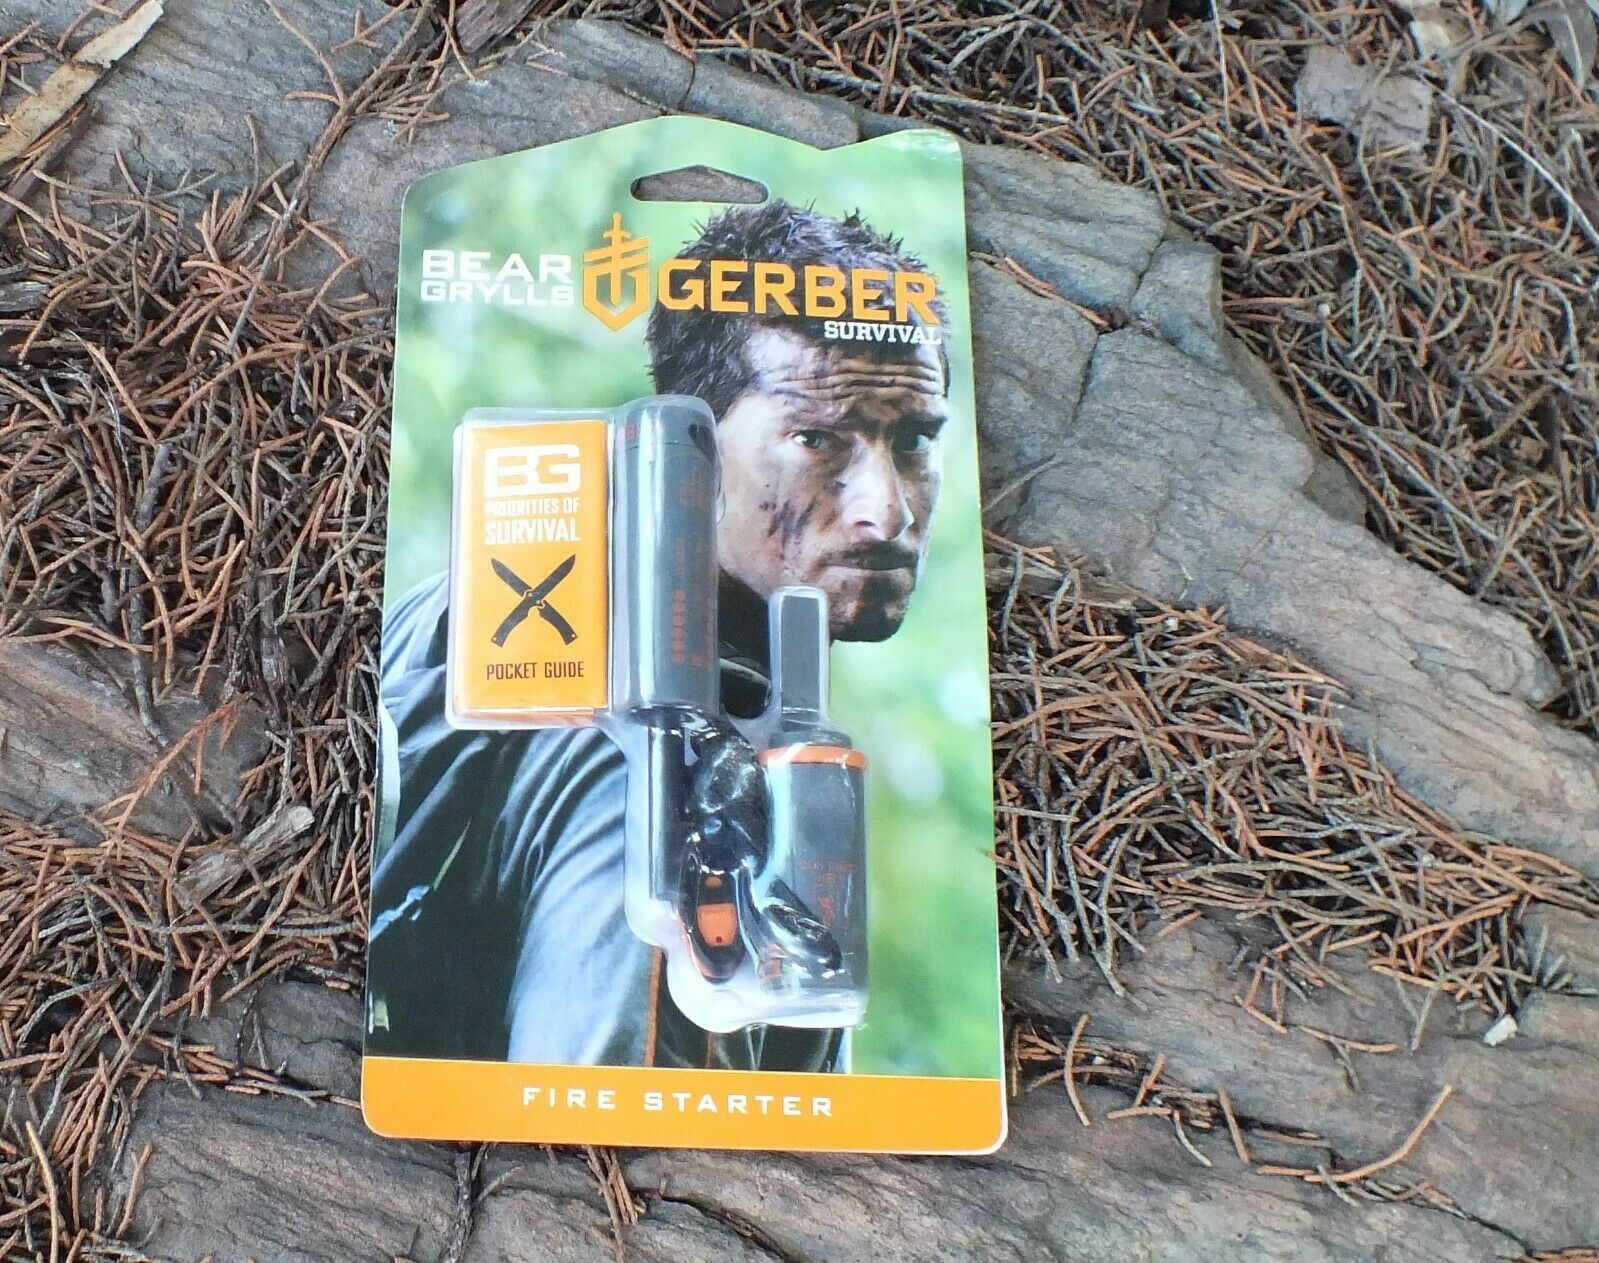 BEAR
GRYLLS
GERBER
SURVIVAL
BG
PRIORITIES OF
SURVIVAL
POCKET GUIDE
FIRE STARTER